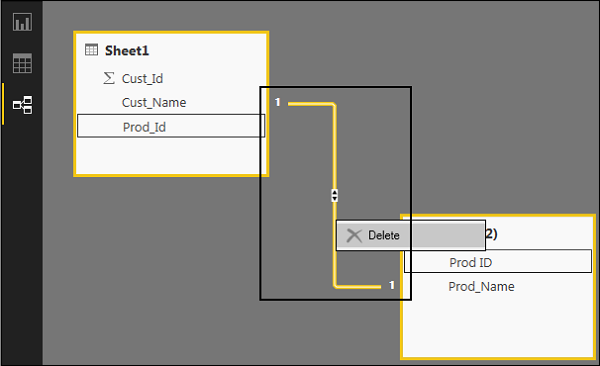 Sheet1
Σ Cust_Id
Cust_Name
Prod_Id
1
Delete
2)
Prod ID
1
Prod_Name